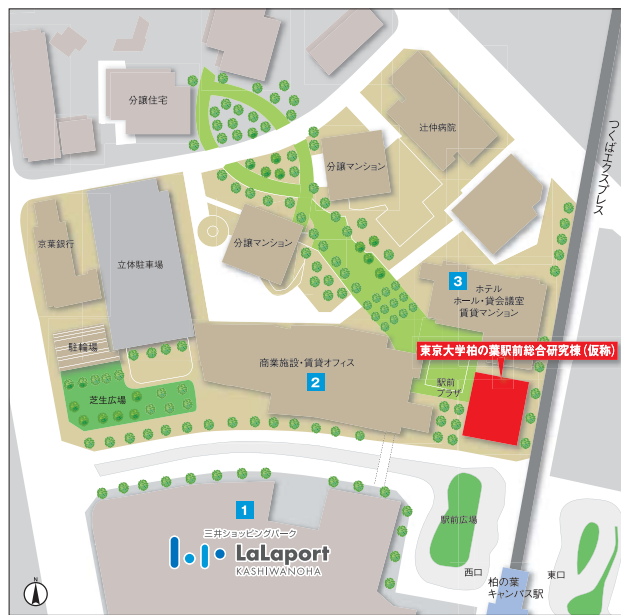 分譲住宅
辻仲病院
つくばエクスプレス
分譲マンション
分譲マンション
京葉銀行
立体駐車場
3
ホテル
ホール・貸会議室
賃貸マンション
駐輪場
東京大学柏の葉駅前総合研究棟（仮称）
商業施設・賃貸オフィス
2
駅前
プラザ
芝生広場
1
三井ショッピングパーク
LaLaport
KASHIWANOHA
駅前広場
西口
東口
柏の葉
キャンパス駅
N